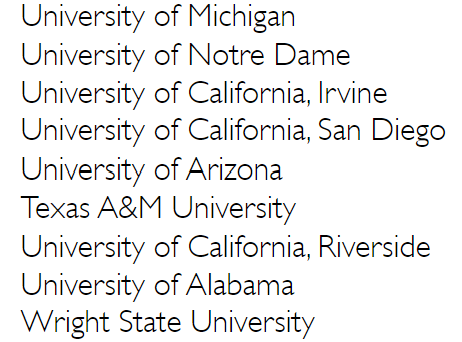 University of Michigan
University of Notre Dame
University of California, Irvine
University of California, San Diego
University of Arizona
Texas A&M University
University of California, Riverside
University of Alabama
Wright State University